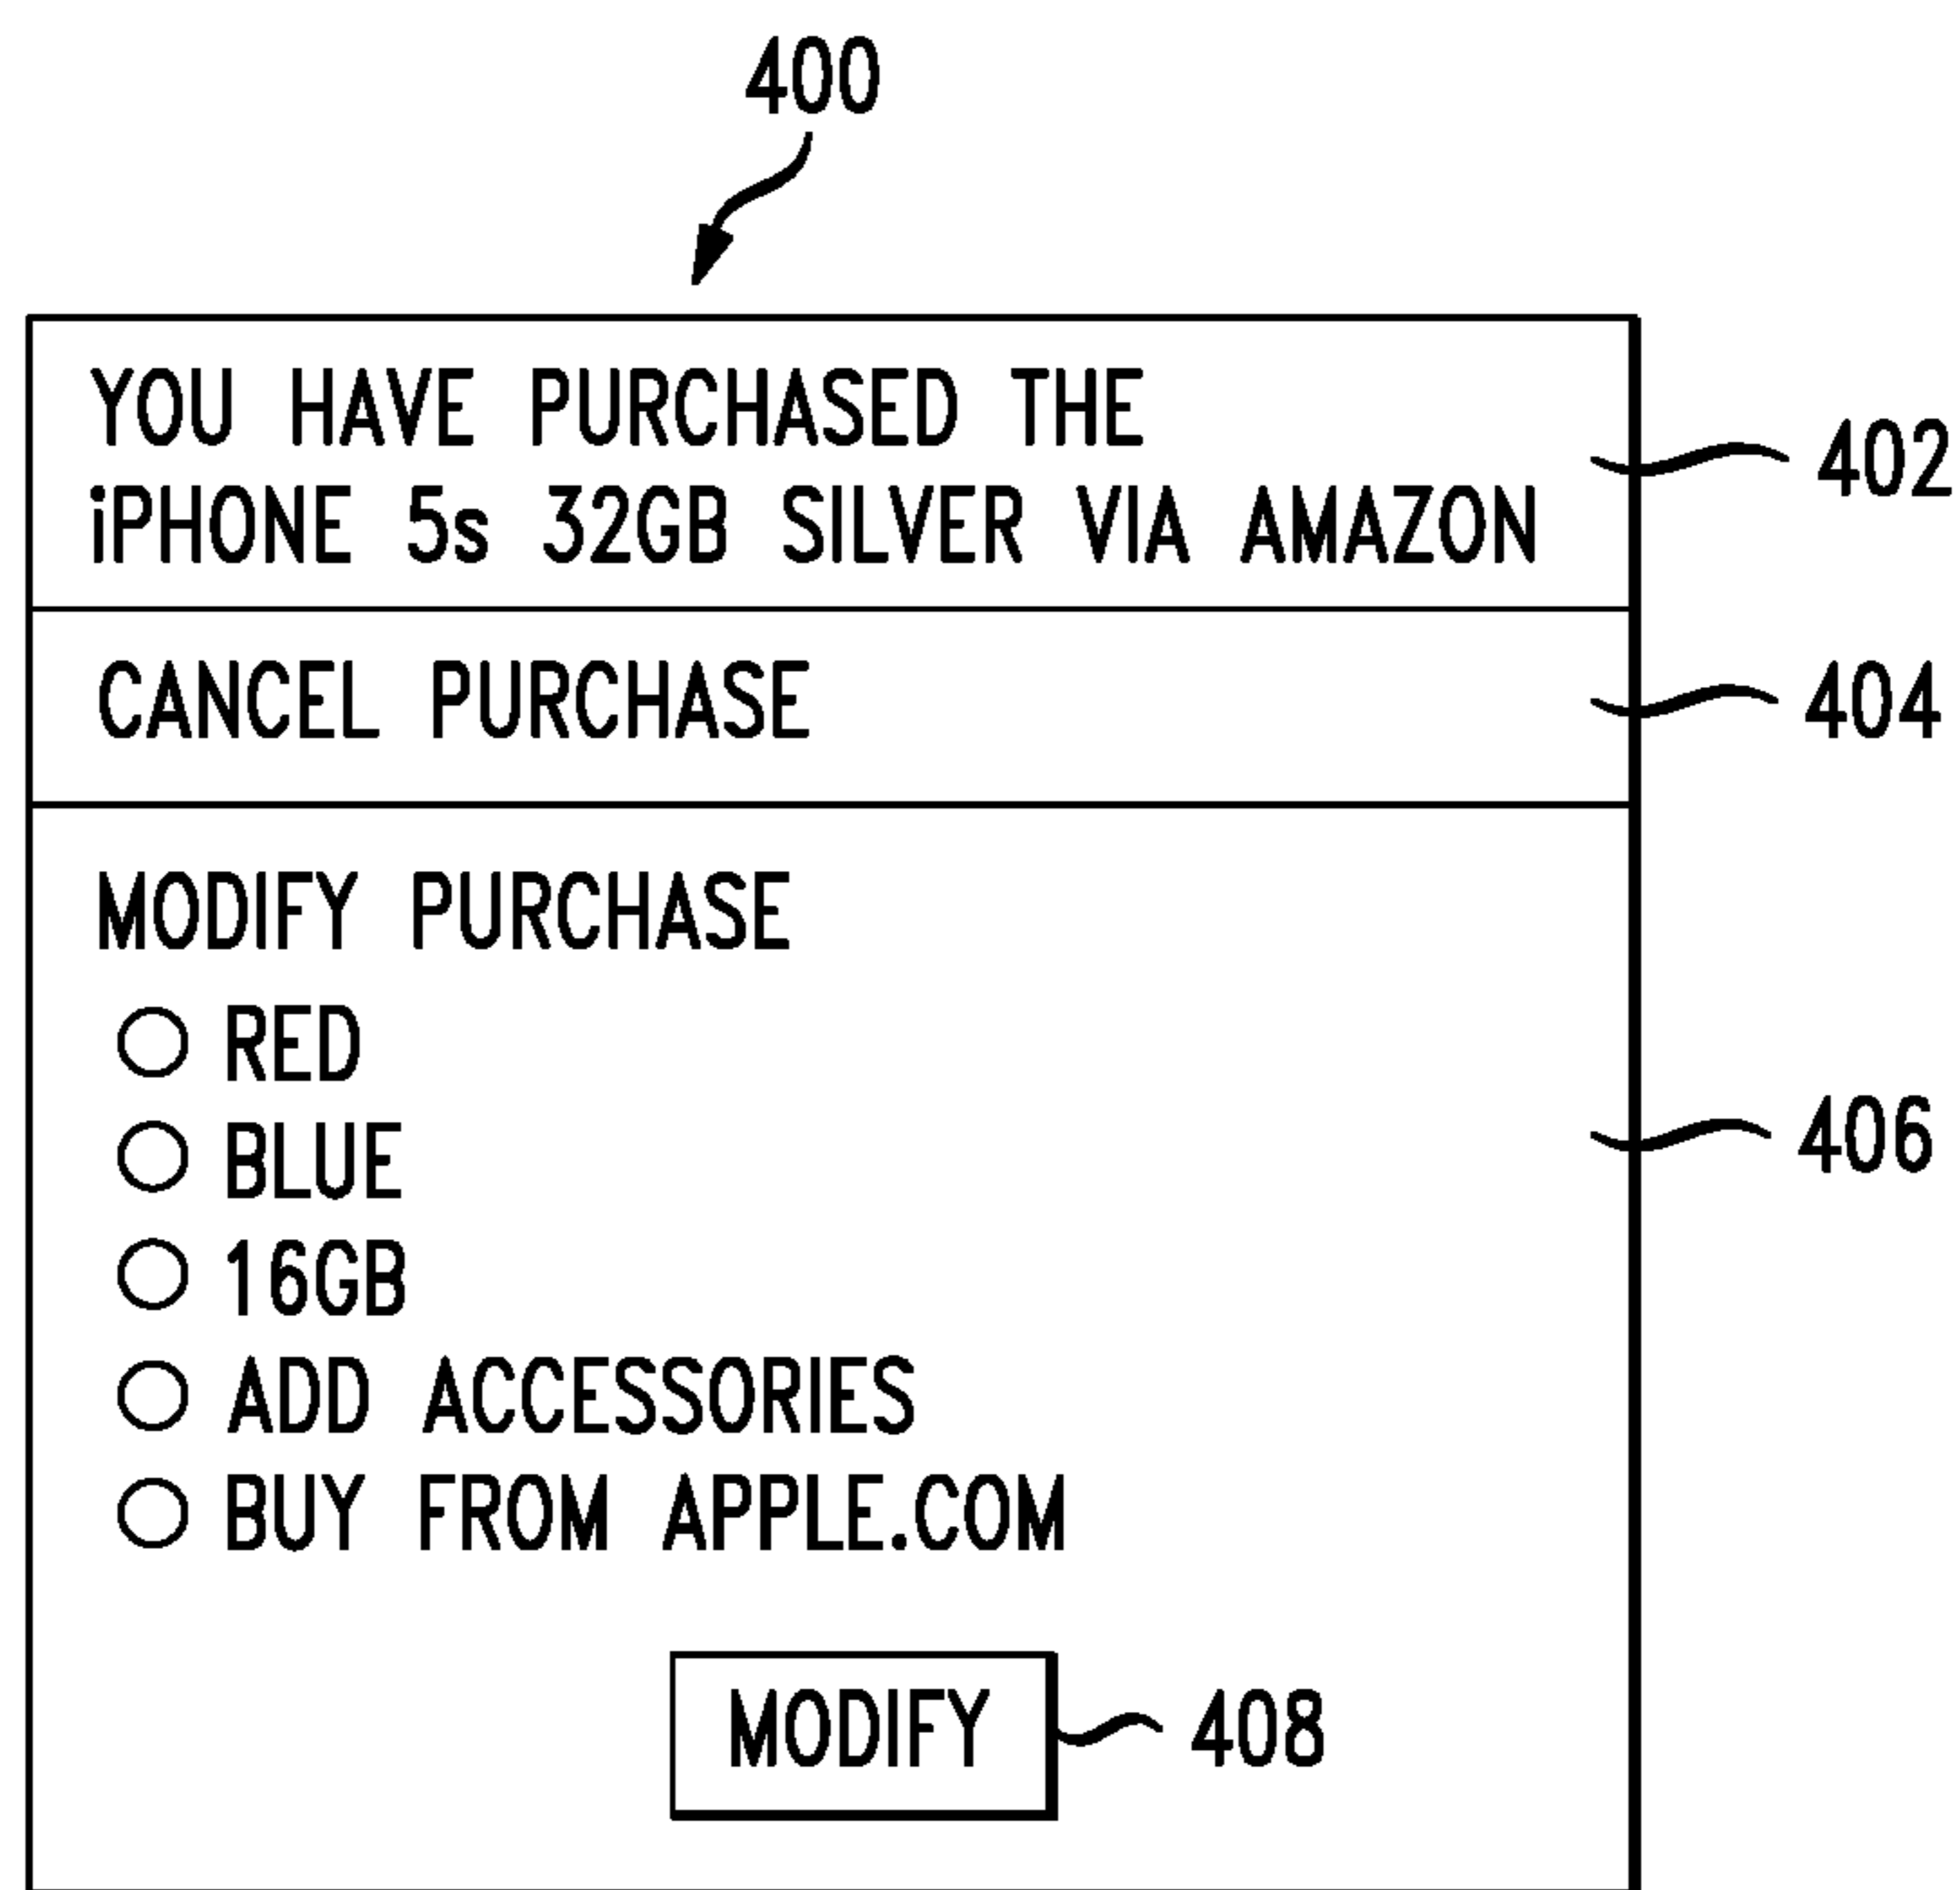 400
YOU HAVE PURCHASED THE
iPHONE 5s 32GB SILVER VIA AMAZON
402
CANCEL PURCHASE
404
MODIFY PURCHASE
RED
BLUE
406
16GB
ADD ACCESSORIES
BUY FROM APPLE.COM
MODIFY
408